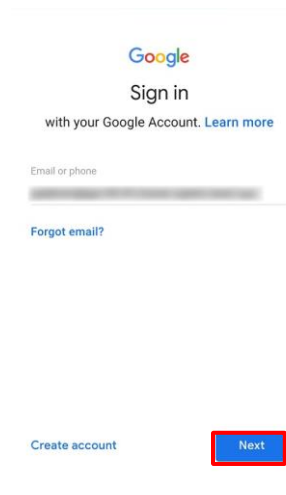 Google
Sign in
with your Google Account. Learn more
Email or phone
Forgot email?
Create account
Next